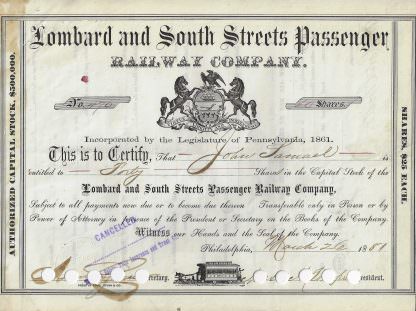 Lombard and South Streets Passenger
RAILWAY COMPANY.
AUTHORIZED CAPITAL STOCK, $500,000.
SHARES, $25 EACH.
No. Shares.
Incorporated by the Legislature of Pennsylvania, 1861.
This is to Certify, That John Samuel is
entitled to Forty Shares in the Capital Stock of the
Lombard and South Streets Passenger Railway Company,
Subject to all payments now due or to become due thereon Transferable only in Person or by
Power of Attorney in presence of the President or Secretary on the Books of the Company.
CANCELLED
Witness our Hands and the Seal of the Company.
Philadelphia, March 26 1881
Secretary. President.